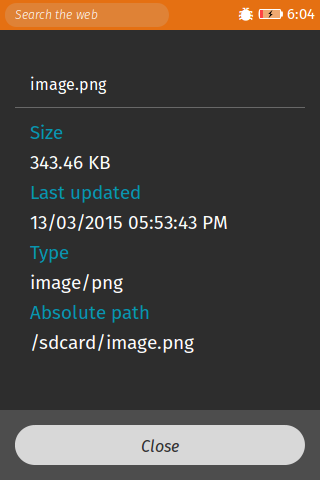 Search the web
6:04
image.png
Size
343.46 KB
Last updated
13/03/2015 05:53:43 PM
Type
image/png
Absolute path
/sdcard/image.png
Close